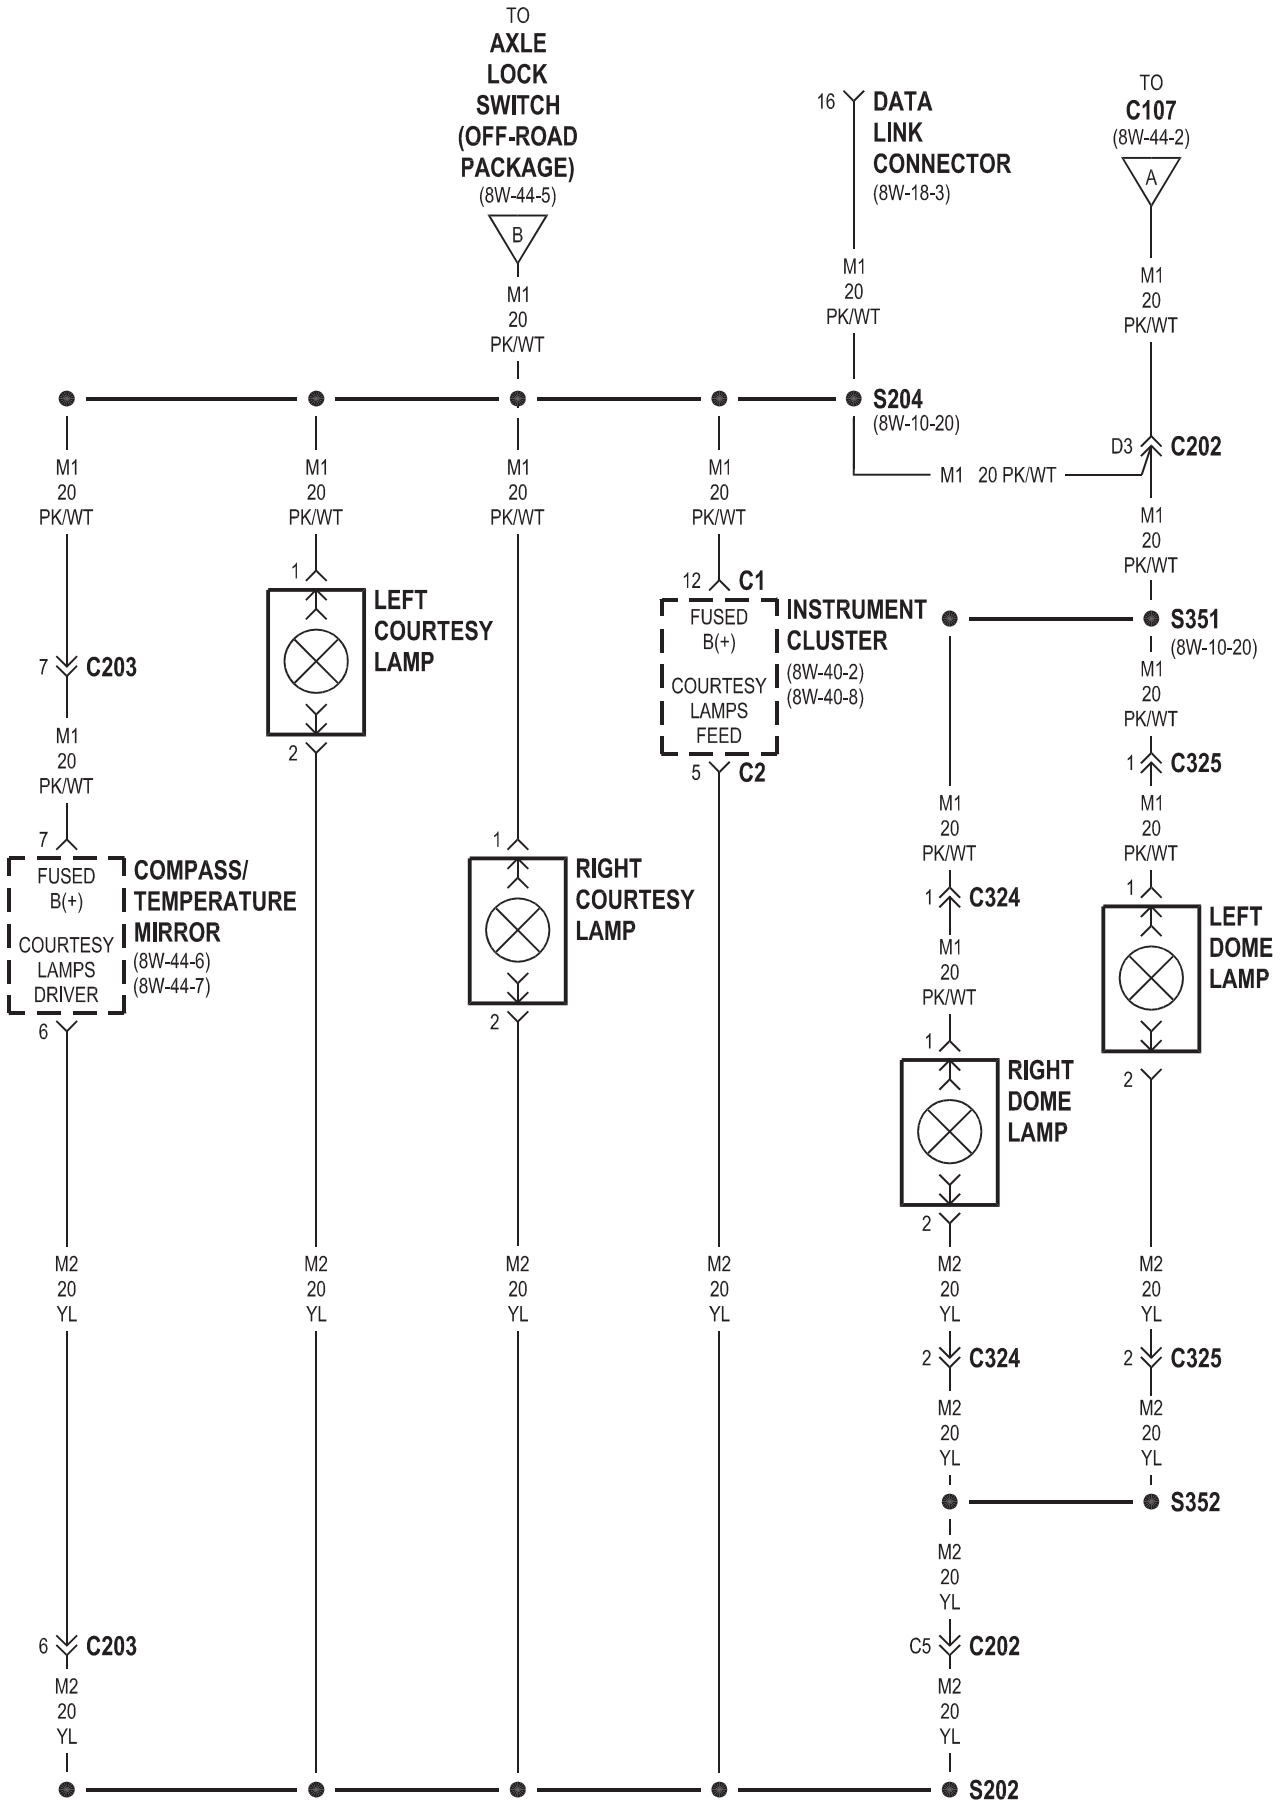 TO
AXLE
LOCK
SWITCH
(OFF-ROAD
PACKAGE)
(8W-44-5)
B
M1
20
PK/WT
16
DATA
LINK
CONNECTOR
(8W-18-3)
M1
20
PK/WT
TO
C107
(8W-44-2)
A
M1
20
PK/WT
S204
(8W-10-20)
D3
C202
M1 20 PK/WT
M1
20
PK/WT
M1
20
PK/WT
M1
20
PK/WT
M1
20
PK/WT
M1
20
PK/WT
S351
(8W-10-20)
7
C203
M1
20
PK/WT
7
FUSED
B(+)
COURTESY
LAMPS
DRIVER
6
COMPASS/
TEMPERATURE
MIRROR
(8W-44-6)
(8W-44-7)
1
LEFT
COURTESY
LAMP
2
1
RIGHT
COURTESY
LAMP
2
12
C1
FUSED
B(+)
COURTESY
LAMPS
FEED
5
C2
INSTRUMENT
CLUSTER
(8W-40-2)
(8W-40-8)
M1
20
PK/WT
1
C324
M1
20
PK/WT
1
RIGHT
DOME
LAMP
2
M1
20
PK/WT
1
C325
M1
20
PK/WT
1
LEFT
DOME
LAMP
2
M2
20
YL
M2
20
YL
M2
20
YL
M2
20
YL
M2
20
YL
M2
20
YL
2
C324
2
C325
M2
20
YL
M2
20
YL
S352
M2
20
YL
6
C203
C5
C202
M2
20
YL
M2
20
YL
S202